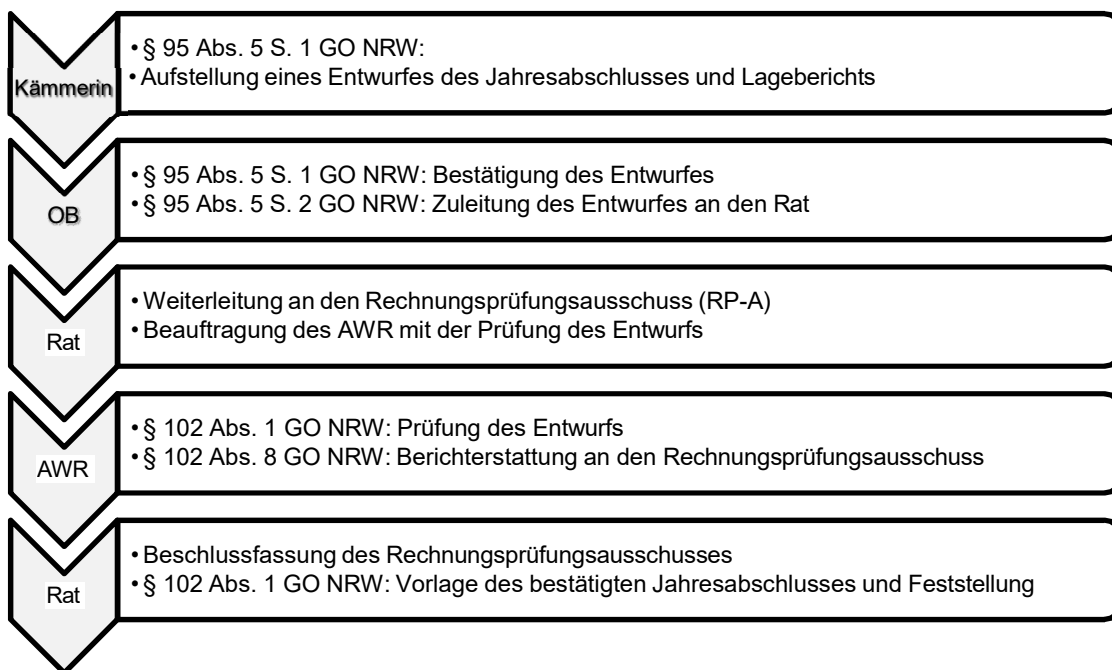 Kämmerin
• § 95 Abs. 5 S. 1 GO NRW:
• Aufstellung eines Entwurfes des Jahresabschlusses und Lageberichts
OB
• § 95 Abs. 5 S. 1 GO NRW: Bestätigung des Entwurfes
• § 95 Abs. 5 S. 2 GO NRW: Zuleitung des Entwurfes an den Rat
Rat
• Weiterleitung an den Rechnungsprüfungsausschuss (RP-A)
• Beauftragung des AWR mit der Prüfung des Entwurfs
AWR
• § 102 Abs. 1 GO NRW: Prüfung des Entwurfs
• § 102 Abs. 8 GO NRW: Berichterstattung an den Rechnungsprüfungsausschuss
Rat
• Beschlussfassung des Rechnungsprüfungsausschusses
• § 102 Abs. 1 GO NRW: Vorlage des bestätigten Jahresabschlusses und Feststellung